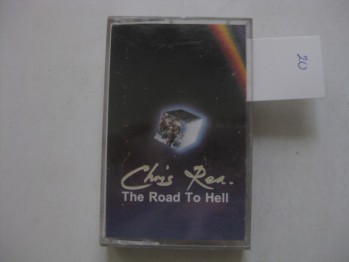 20
Chris Rea.
The Road To Hell